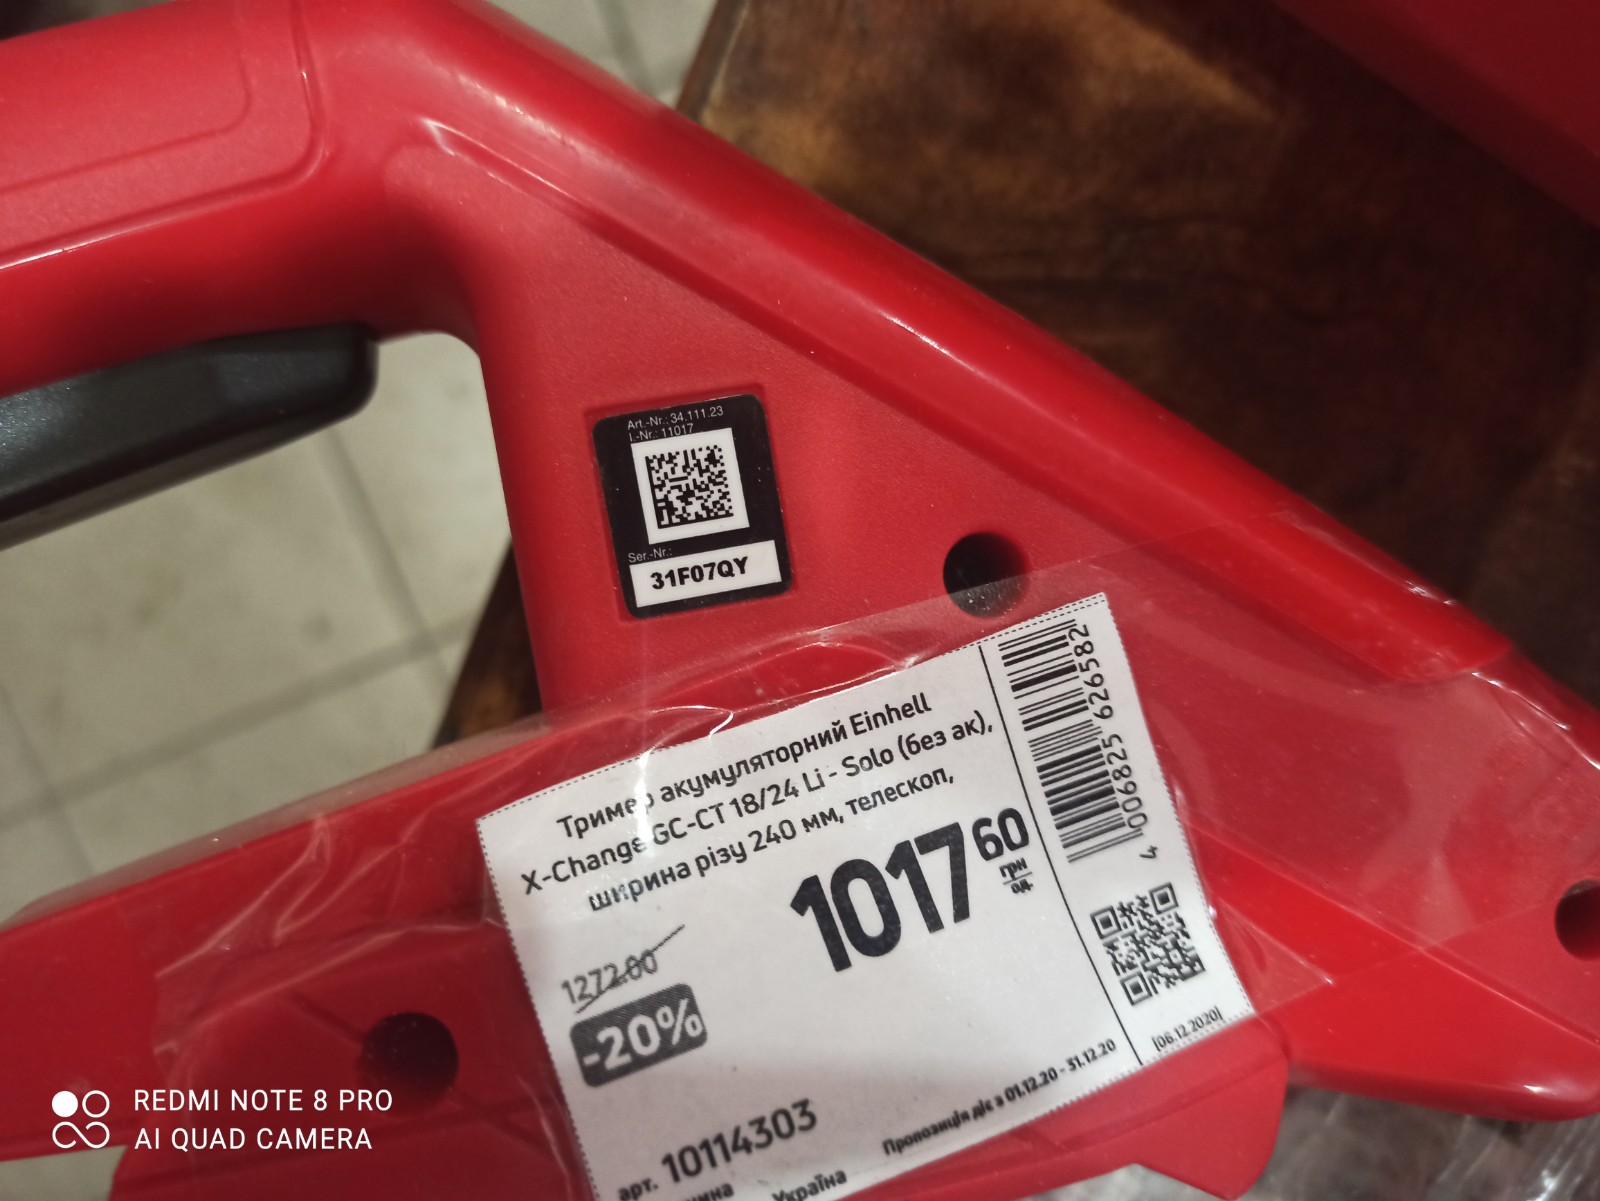 Art.-Nr.: 34.111.23
I.-Nr.: 11017
Ser.-Nr.:
31F07QY
Тример акумуляторний Einhell
X-Change GC-CT 18/24 Li - Solo (без ак),
ширина різу 240 мм, телескоп,
1017 60
грн
од.
1272.00
-20%
арт. 10114303
Україна
Пропозиція діє з 01.12.20 - 31.12.20
4 006825 626582
[06.12.2020]
REDMI NOTE 8 PRO
AI QUAD CAMERA